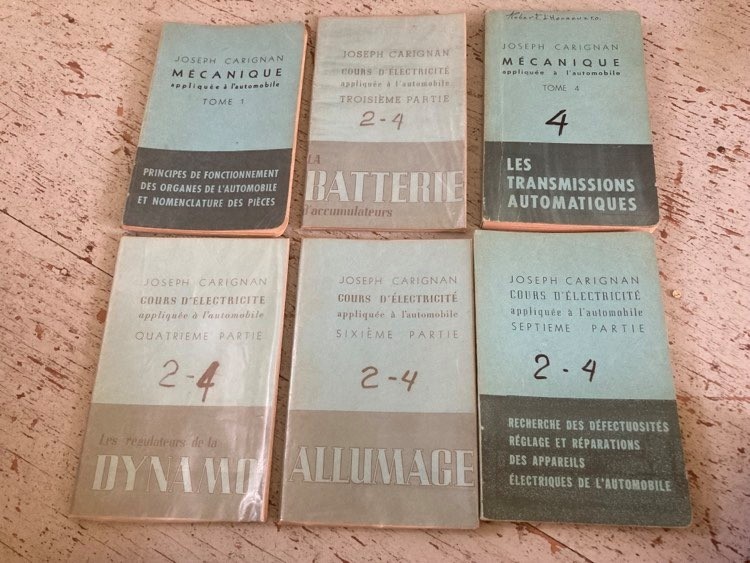 JOSEPH CARIGNAN
MÉCANIQUE
appliquée à l'automobile
TOME 1
PRINCIPES DE FONCTIONNEMENT
DES ORGANES DE L'AUTOMOBILE
ET NOMENCLATURE DES PIÈCES
JOSEPH CARIGNAN
COURS D'ÉLECTRICITÉ
appliquée à l'automobile
TROISIÈME PARTIE
2-4
LA
BATTERIE
d'accumulateurs
JOSEPH CARIGNAN
MÉCANIQUE
appliquée à l'automobile
TOME 4
4
LES
TRANSMISSIONS
AUTOMATIQUES
JOSEPH CARIGNAN
COURS D'ÉLECTRICITÉ
appliquée à l'automobile
QUATRIEME PARTIE
2-4
Les régulateurs de la
DYNAMO
JOSEPH CARIGNAN
COURS D'ÉLECTRICITÉ
appliquée à l'automobile
SIXIÈME PARTIE
2-4
ALLUMAGE
JOSEPH CARIGNAN
COURS D'ÉLECTRICITÉ
appliquée à l'automobile
SEPTIEME PARTIE
2-4
RECHERCHE DES DÉFECTUOSITÉS
RÉGLAGE ET RÉPARATIONS
DES APPAREILS
ÉLECTRIQUES DE L'AUTOMOBILE